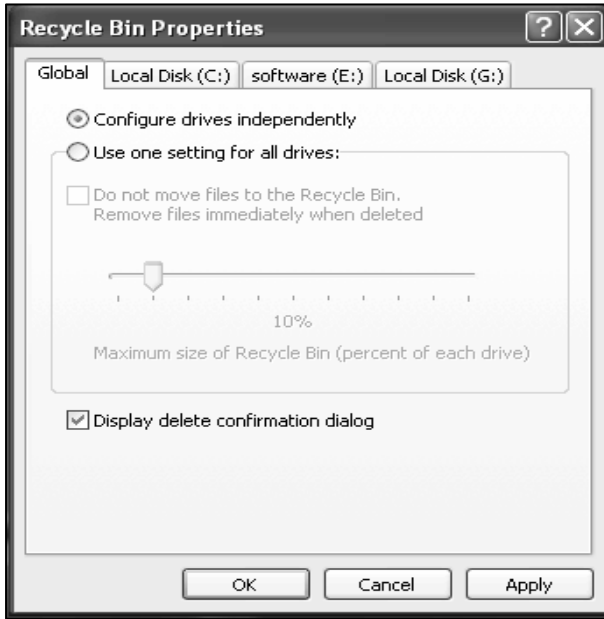 Recycle Bin Properties
Global Local Disk (C:) software (E:) Local Disk (G:)
Configure drives independently
Use one setting for all drives:
Do not move files to the Recycle Bin.
Remove files immediately when deleted
10%
Maximum size of Recycle Bin (percent of each drive)
Display delete confirmation dialog
OK Cancel Apply